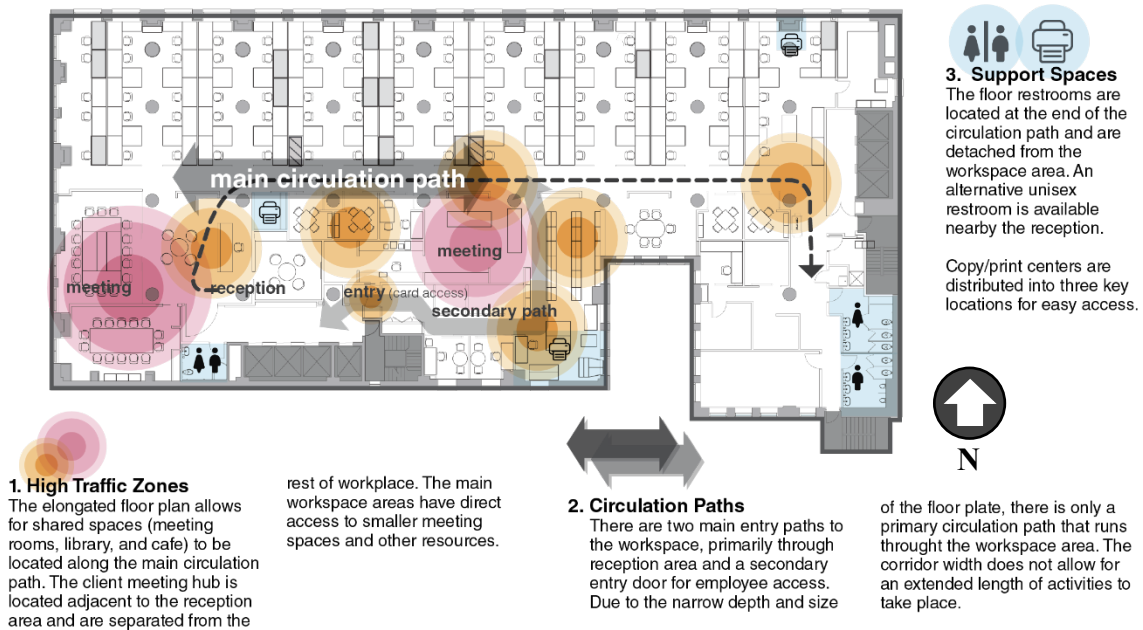 main circulation path
meeting
meeting
reception
entry (card access)
secondary path
3. Support Spaces
The floor restrooms are
located at the end of the
circulation path and are
detached from the
workspace area. An
alternative unisex
restroom is available
nearby the reception.
Copy/print centers are
distributed into three key
locations for easy access.
N
1. High Traffic Zones
The elongated floor plan allows
for shared spaces (meeting
rooms, library, and cafe) to be
located along the main circulation
path. The client meeting hub is
located adjacent to the reception
area and are separated from the
rest of workplace. The main
workspace areas have direct
access to smaller meeting
spaces and other resources.
2. Circulation Paths
There are two main entry paths to
the workspace, primarily through
reception area and a secondary
entry door for employee access.
Due to the narrow depth and size
of the floor plate, there is only a
primary circulation path that runs
throught the workspace area. The
corridor width does not allow for
an extended length of activities to
take place.